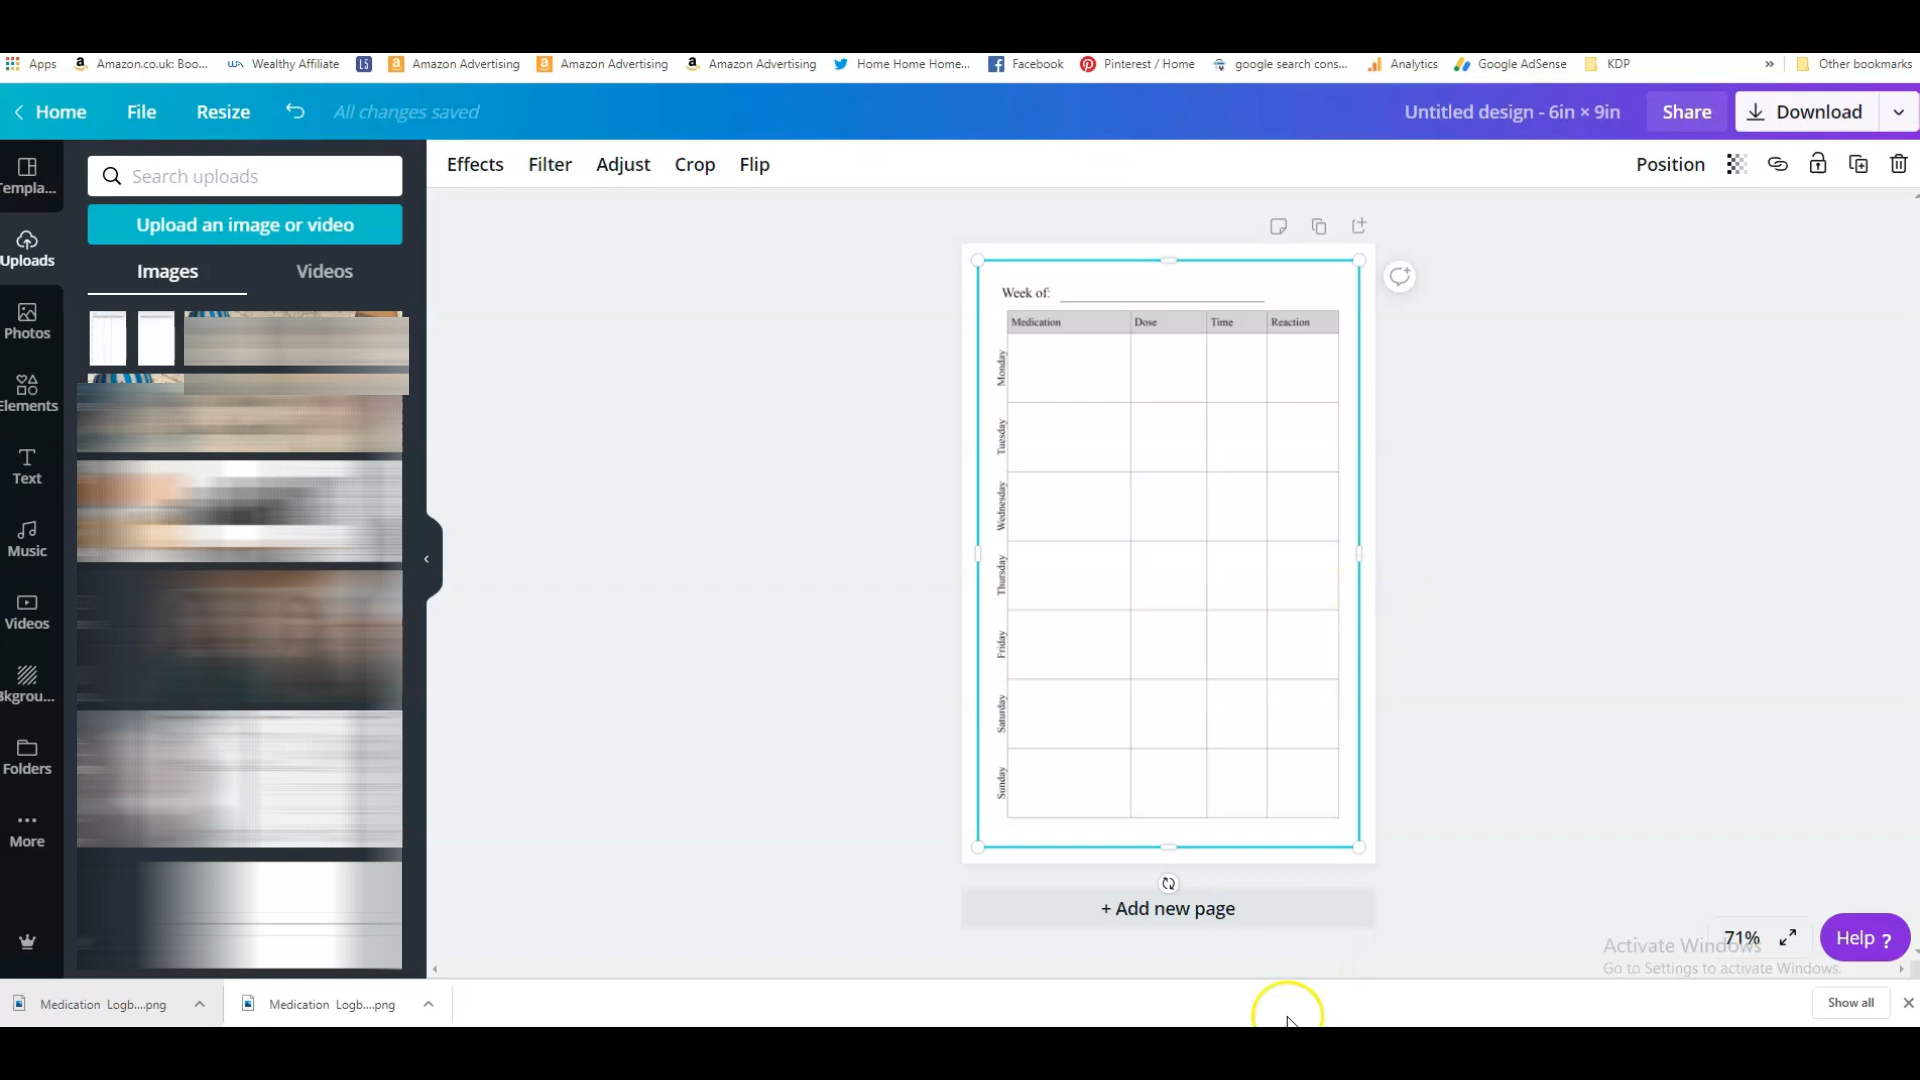 Apps Amazon.co.uk: Boo... Wealthy Affiliate Amazon Advertising Amazon Advertising Amazon Advertising Home Home Home... Facebook Pinterest / Home google search cons... Analytics Google AdSense KDP » Other bookmarks
Home File Resize All changes saved Untitled design - 6in × 9in Share Download
Effects Filter Adjust Crop Flip Position
Templa...
Uploads
Photos
Elements
Text
Music
Videos
Bkgrou...
Folders
More
Search uploads
Upload an image or video
Images Videos
Week of:
Medication Dose Time Reaction
Monday
Tuesday
Wednesday
Thursday
Friday
Saturday
Sunday
+ Add new page
71% Help ?
Activate Windows
Go to Settings to activate Windows.
Medication Logb....png Medication Logb....png Show all